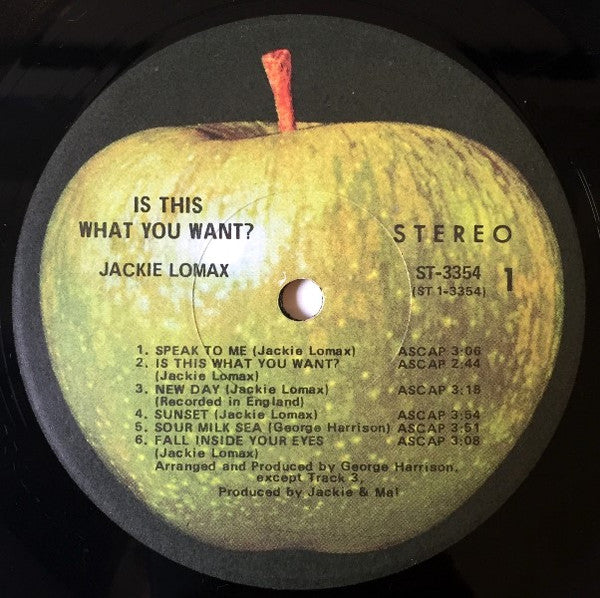 IS THIS
WHAT YOU WANT?
JACKIE LOMAX
STEREO
ST-3354
(ST 1-3354)
1
1. SPEAK TO ME (Jackie Lomax) ASCAP 3:06
2. IS THIS WHAT YOU WANT? ASCAP 2:44
(Jackie Lomax)
3. NEW DAY (Jackie Lomax) ASCAP 3:18
(Recorded in England)
4. SUNSET (Jackie Lomax) ASCAP 3:54
5. SOUR MILK SEA (George Harrison) ASCAP 3:51
6. FALL INSIDE YOUR EYES ASCAP 3:08
(Jackie Lomax)
Arranged and Produced by George Harrison,
except Track 3,
Produced by Jackie & Mal